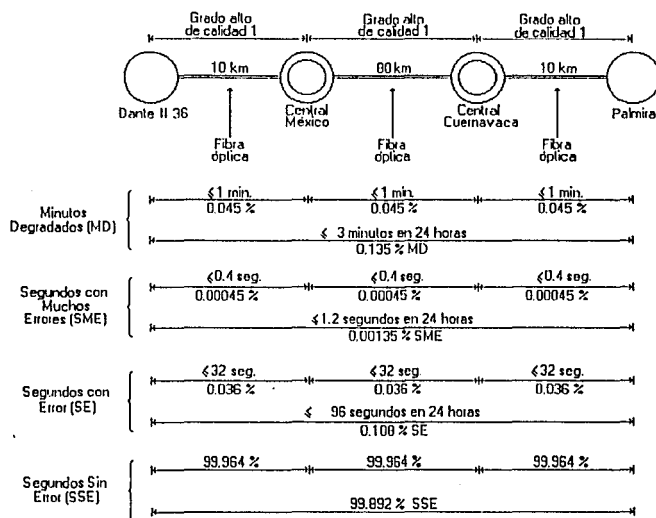 Grado alto de calidad 1
Grado alto de calidad 1
Grado alto de calidad 1
10 km
80 km
10 km
Dante II 36
Central México
Central Cuernavaca
Palmira
Fibra óptica
Fibra óptica
Fibra óptica
Minutos Degradados (MD)
≤1 min.
≤1 min.
≤1 min.
0.045 %
0.045 %
0.045 %
≤ 3 minutos en 24 horas
0.135 % MD
Segundos con Muchos Errores (SME)
≤0.4 seg.
≤0.4 seg.
≤0.4 seg.
0.00045 %
0.00045 %
0.00045 %
≤1.2 segundos en 24 horas
0.00135 % SME
Segundos con Error (SE)
≤32 seg.
≤32 seg.
≤32 seg.
0.036 %
0.036 %
0.036 %
≤ 96 segundos en 24 horas
0.108 % SE
Segundos Sin Error (SSE)
99.964 %
99.964 %
99.964 %
99.892 % SSE